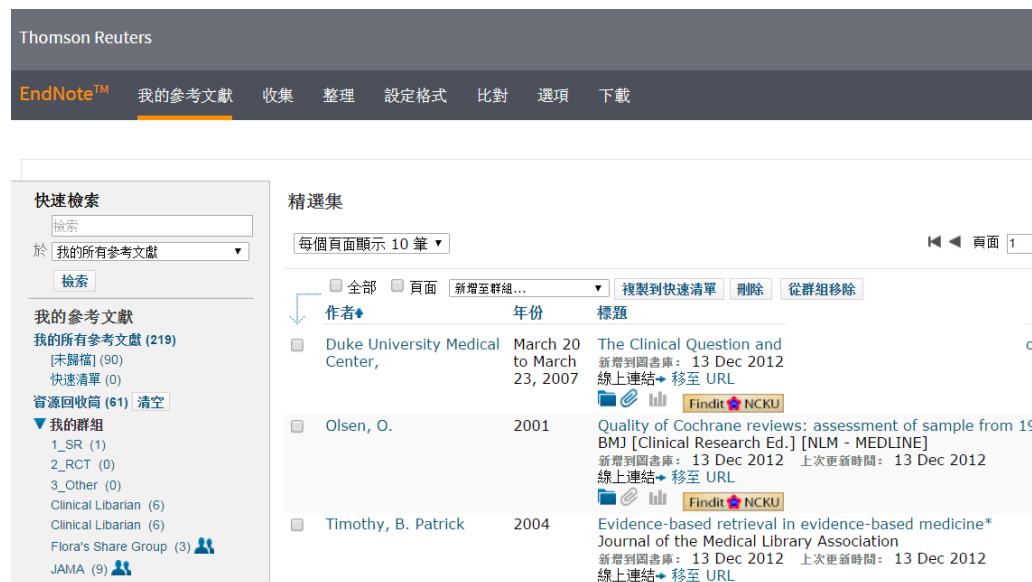 Thomson Reuters
EndNote™ 我的參考文獻 收集 整理 設定格式 比對 選項 下載
快速檢索
檢索
於 我的所有參考文獻
檢索
我的參考文獻
我的所有參考文獻 (219)
[未歸檔] (90)
快速清單 (0)
資源回收筒 (61) 清空
我的群組
1_SR (1)
2_RCT (0)
3_Other (0)
Clinical Libarian (6)
Clinical Libarian (6)
Flora's Share Group (3)
JAMA (9)
精選集
每個頁面顯示 10 筆
頁面 1
全部 頁面 新增至群組... 複製到快速清單 刪除 從群組移除
作者 年份 標題
Duke University Medical Center, March 20 to March 23, 2007 The Clinical Question and
新增到圖書庫: 13 Dec 2012
線上連結 移至 URL
Findit NCKU
Olsen, O. 2001 Quality of Cochrane reviews: assessment of sample from 19
BMJ [Clinical Research Ed.] [NLM - MEDLINE]
新增到圖書庫: 13 Dec 2012 上次更新時間: 13 Dec 2012
線上連結 移至 URL
Findit NCKU
Timothy, B. Patrick 2004 Evidence-based retrieval in evidence-based medicine*
Journal of the Medical Library Association
新增到圖書庫: 13 Dec 2012 上次更新時間: 13 Dec 2012
線上連結 移至 URL